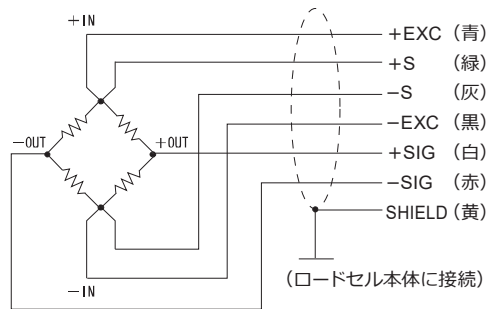 +IN
+EXC (青)
+S (緑)
−S (灰)
−EXC (黒)
−OUT
+OUT
+SIG (白)
−SIG (赤)
SHIELD (黄)
(ロードセル本体に接続)
−IN